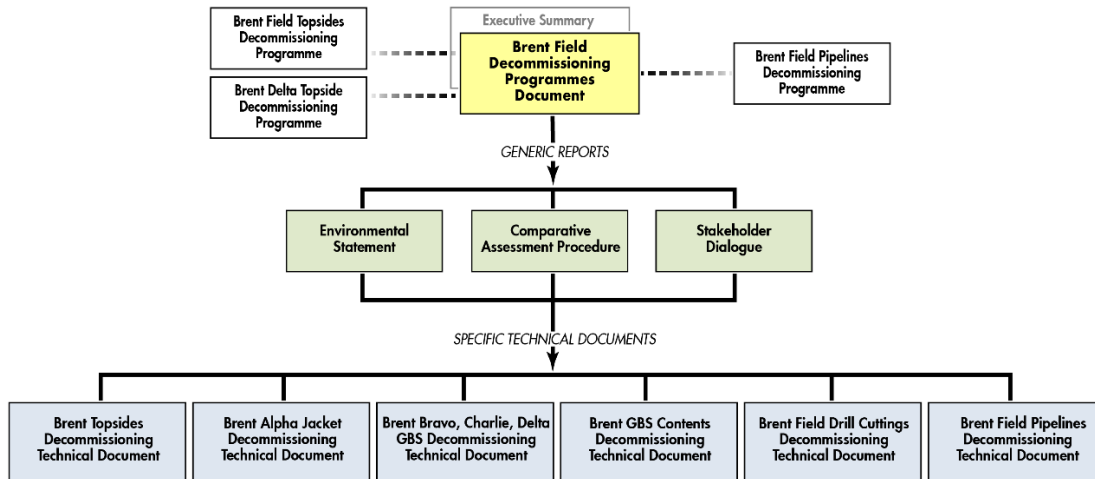 Executive Summary
Brent Field Topsides
Decommissioning
Programme
Brent Field
Decommissioning
Programmes
Document
Brent Field Pipelines
Decommissioning
Programme
Brent Delta Topside
Decommissioning
Programme
GENERIC REPORTS
Environmental
Statement
Comparative
Assessment Procedure
Stakeholder
Dialogue
SPECIFIC TECHNICAL DOCUMENTS
Brent Topsides
Decommissioning
Technical Document
Brent Alpha Jacket
Decommissioning
Technical Document
Brent Bravo, Charlie, Delta
GBS Decommissioning
Technical Document
Brent GBS Contents
Decommissioning
Technical Document
Brent Field Drill Cuttings
Decommissioning
Technical Document
Brent Field Pipelines
Decommissioning
Technical Document